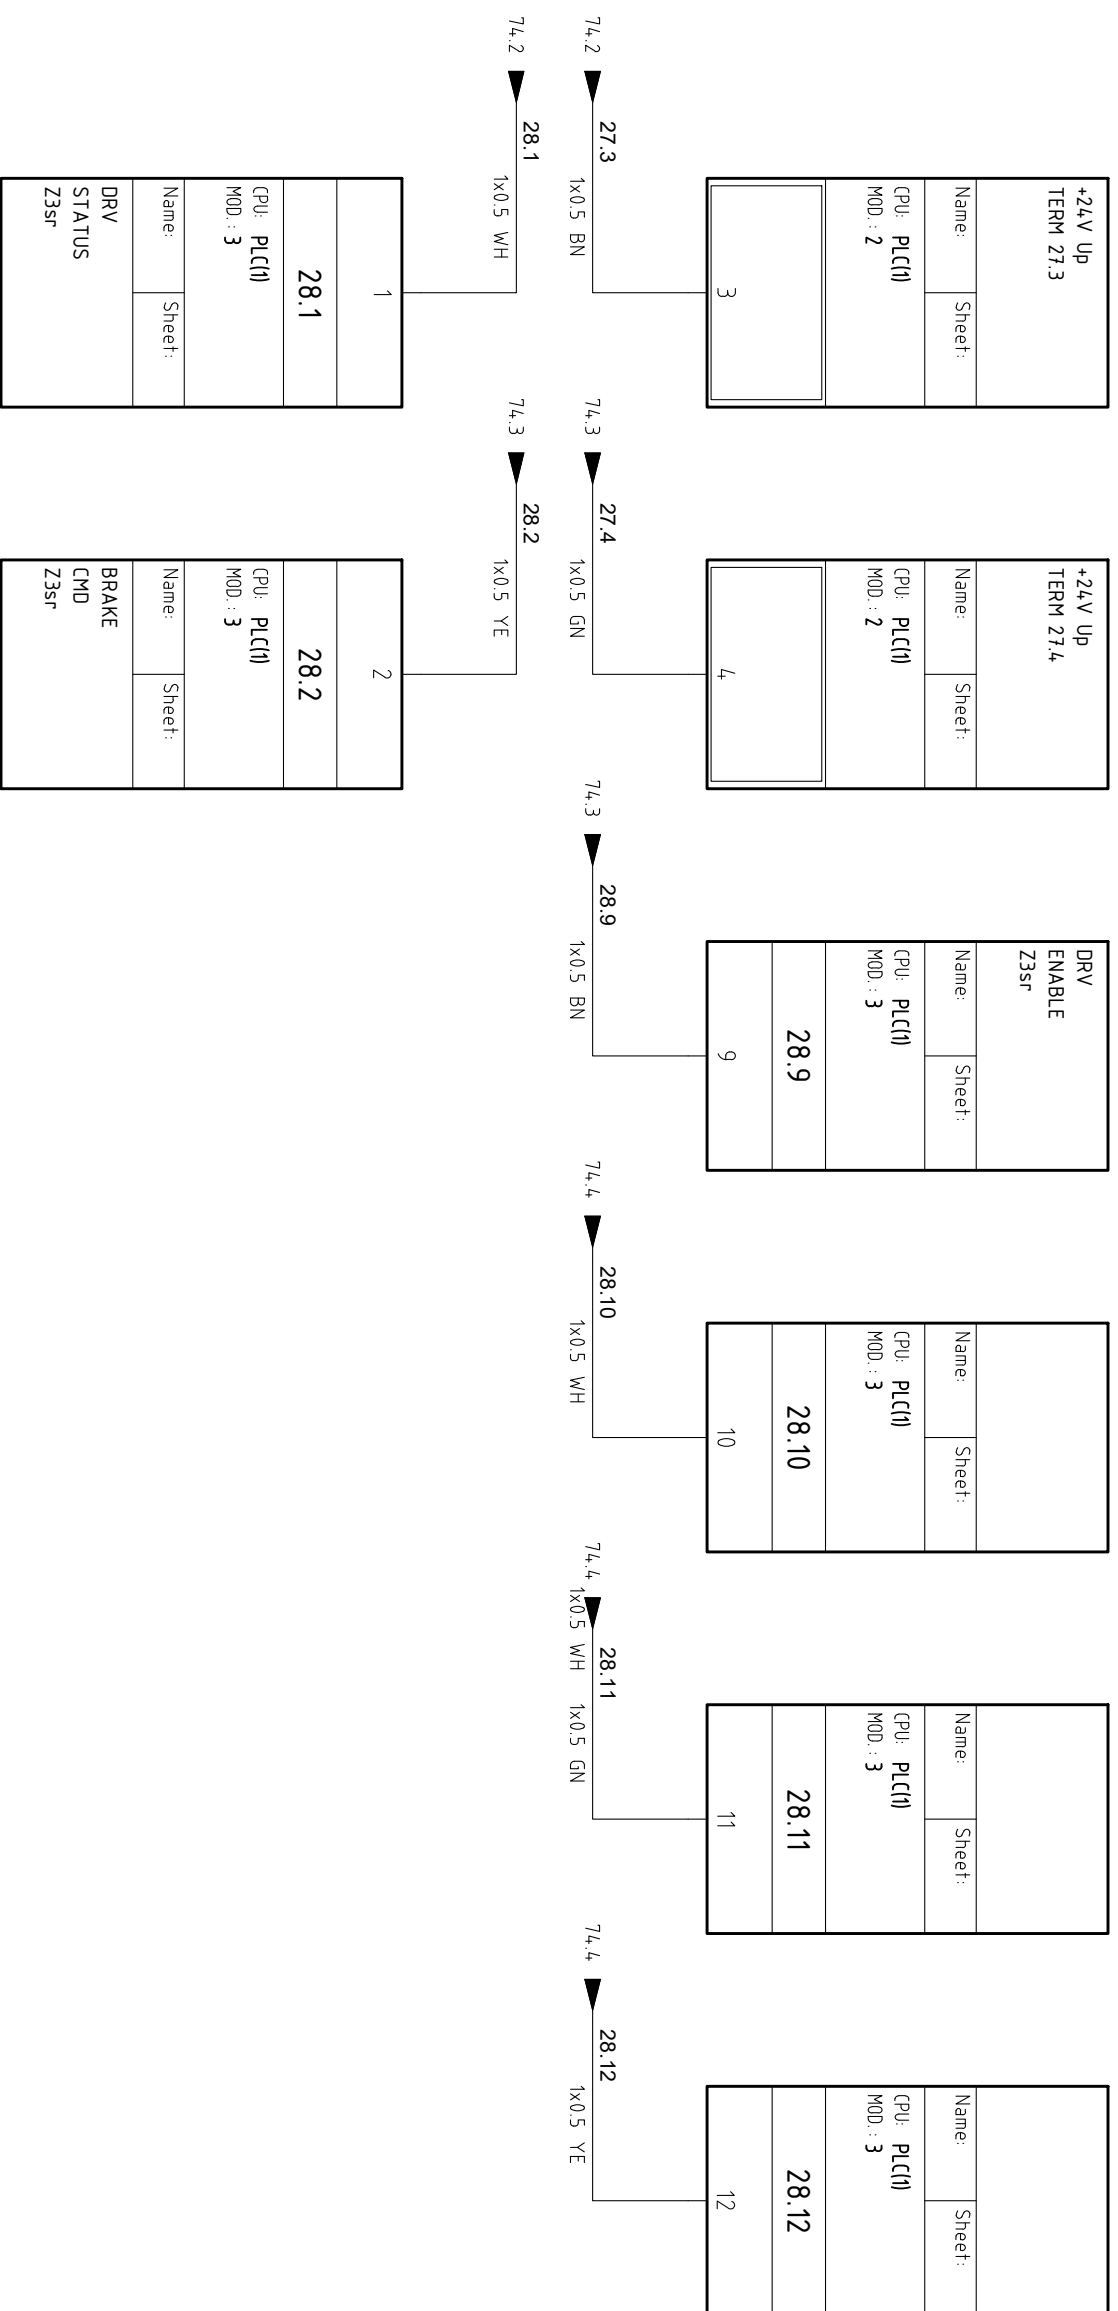 +24V Up
TERM 27.3
Name:
Sheet:
CPU: PLC(1)
MOD.: 2
3
74.2
27.3
1x0.5 BN
74.2
28.1
1x0.5 WH
1
28.1
CPU: PLC(1)
MOD.: 3
Name:
Sheet:
DRV
STATUS
Z3sr
+24V Up
TERM 27.4
Name:
Sheet:
CPU: PLC(1)
MOD.: 2
4
74.3
27.4
1x0.5 GN
74.3
28.2
1x0.5 YE
2
28.2
CPU: PLC(1)
MOD.: 3
Name:
Sheet:
BRAKE
CMD
Z3sr
DRV
ENABLE
Z3sr
Name:
Sheet:
CPU: PLC(1)
MOD.: 3
28.9
9
74.3
28.9
1x0.5 BN
Name:
Sheet:
CPU: PLC(1)
MOD.: 3
28.10
10
74.4
28.10
1x0.5 WH
Name:
Sheet:
CPU: PLC(1)
MOD.: 3
28.11
11
74.4
28.11
1x0.5 WH
1x0.5 GN
Name:
Sheet:
CPU: PLC(1)
MOD.: 3
28.12
12
74.4
28.12
1x0.5 YE